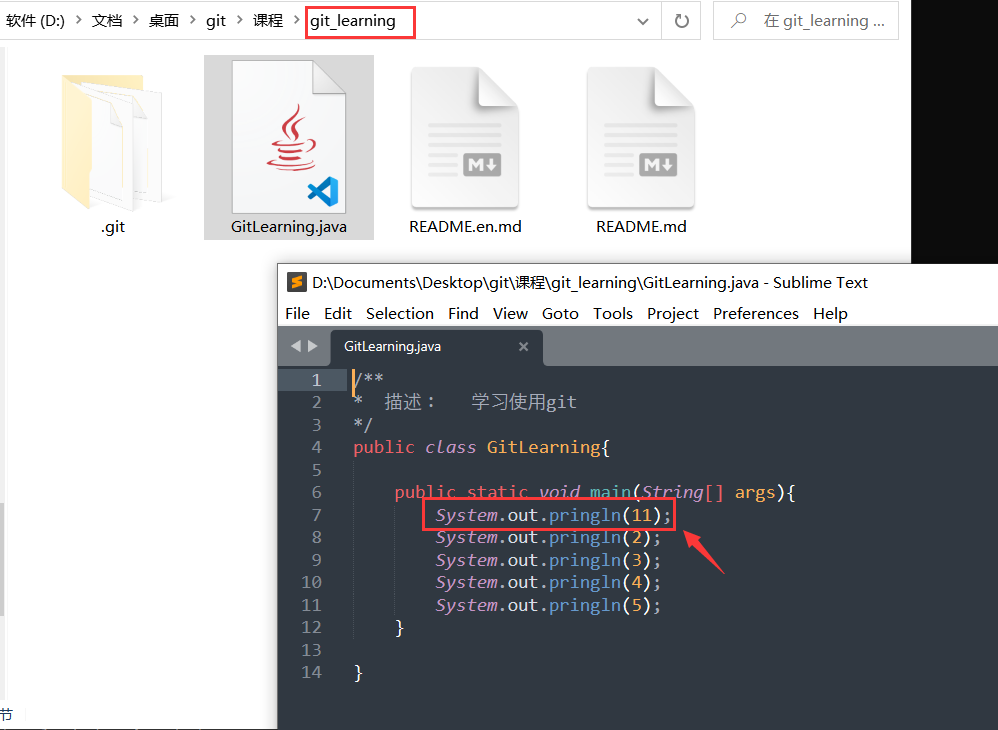 软件 (D:) > 文档 > 桌面 > git > 课程 > git_learning
在 git_learning ...
.git
GitLearning.java
README.en.md
README.md
D:\Documents\Desktop\git\课程\git_learning\GitLearning.java - Sublime Text
File Edit Selection Find View Goto Tools Project Preferences Help
GitLearning.java
1 /**
2 * 描述： 学习使用git
3 */
4 public class GitLearning{
5
6 public static void main(String[] args){
7 System.out.pringln(11);
8 System.out.pringln(2);
9 System.out.pringln(3);
10 System.out.pringln(4);
11 System.out.pringln(5);
12 }
13
14 }
节